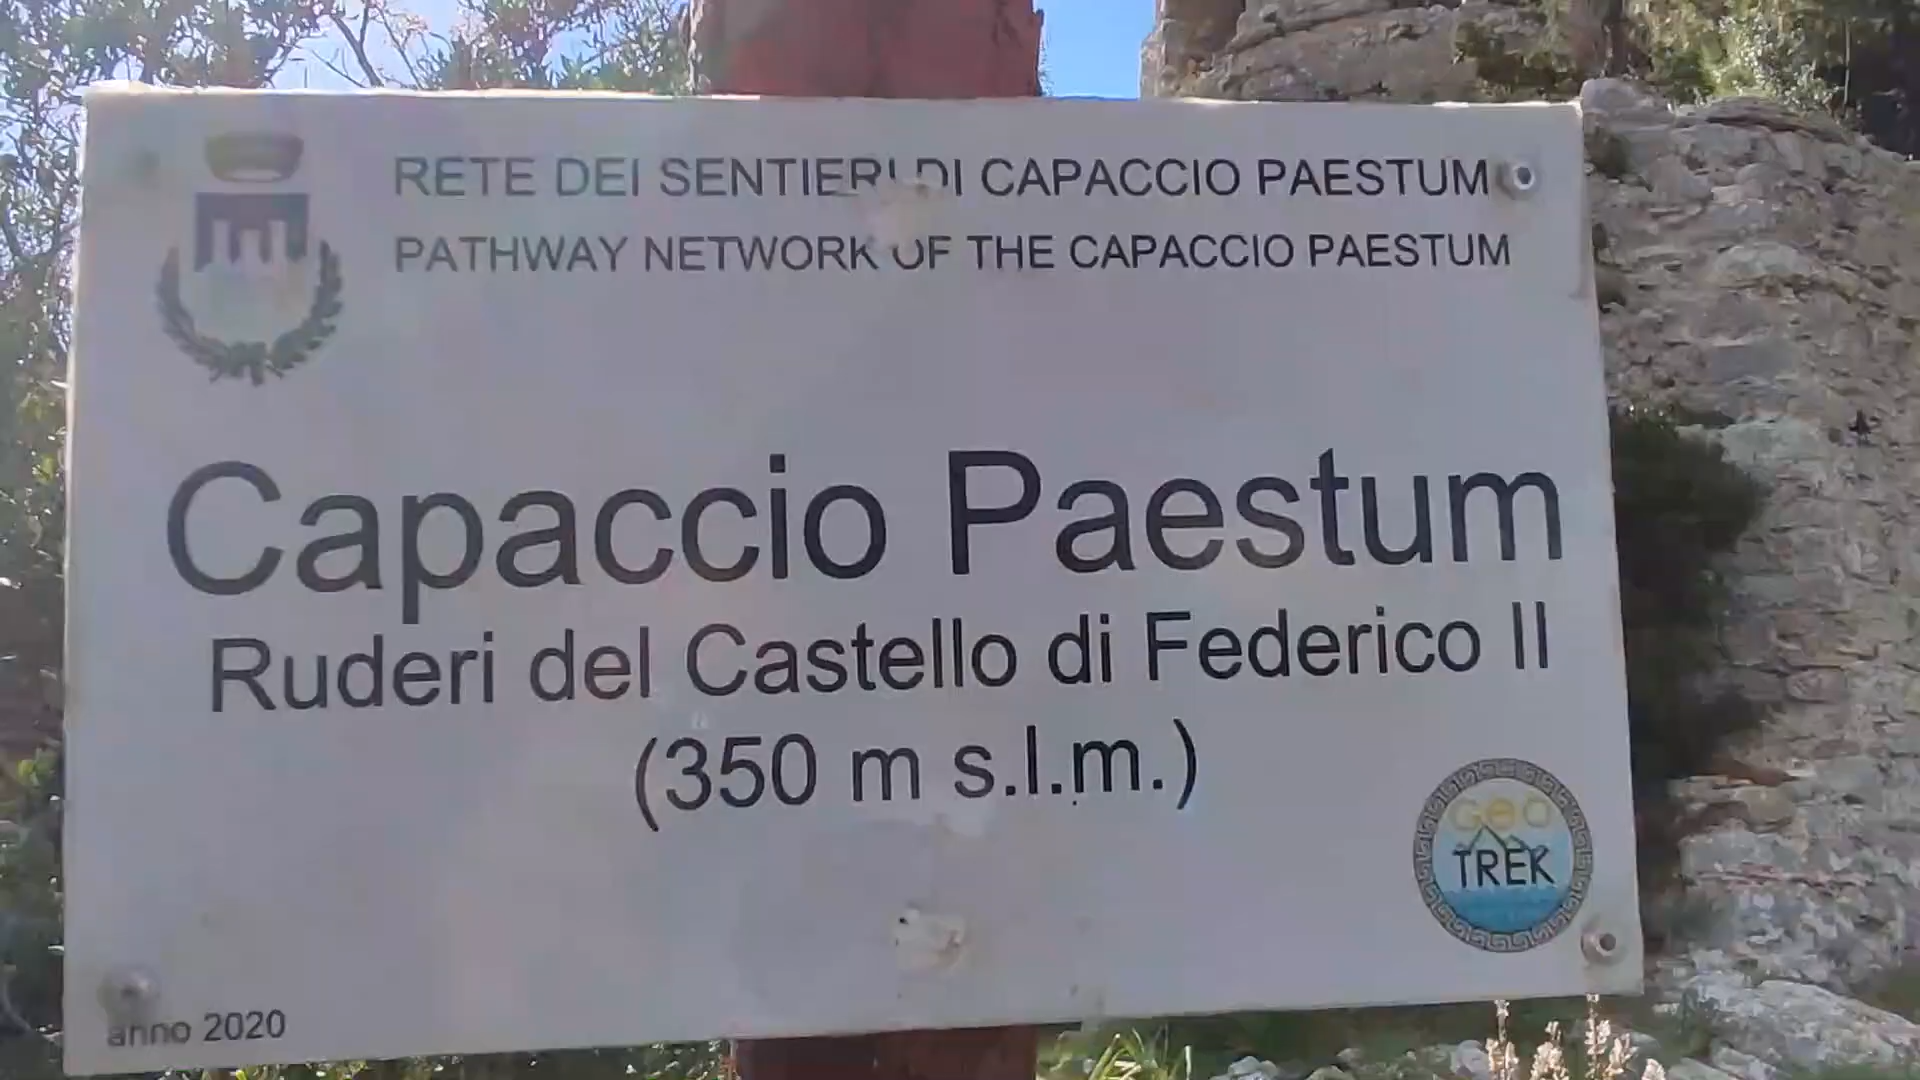 RETE DEI SENTIERI DI CAPACCIO PAESTUM
PATHWAY NETWORK OF THE CAPACCIO PAESTUM
Capaccio Paestum
Ruderi del Castello di Federico II
(350 m s.l.m.)
GEO
TREK
anno 2020